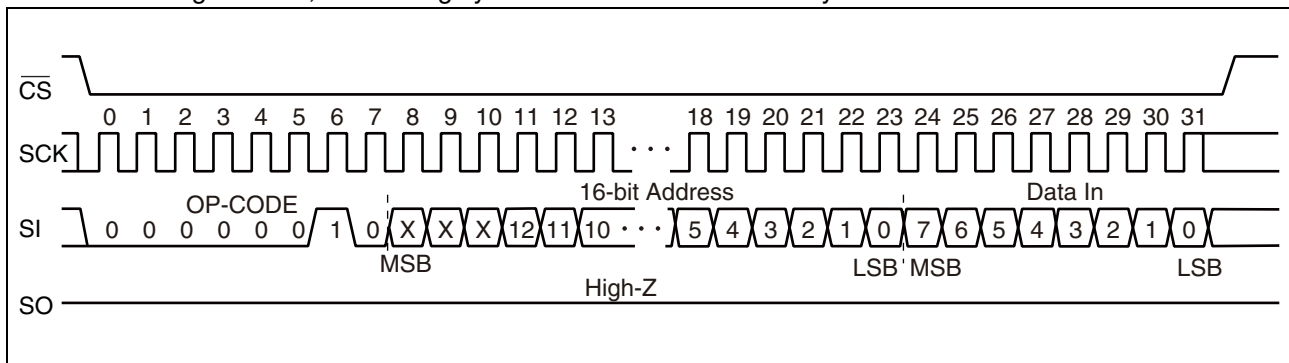 CS
0 1 2 3 4 5 6 7 8 9 10 11 12 13 18 19 20 21 22 23 24 25 26 27 28 29 30 31
SCK ···
OP-CODE 16-bit Address Data In
SI 0 0 0 0 0 0 1 0 X X X 12 11 10 ··· 5 4 3 2 1 0 7 6 5 4 3 2 1 0
MSB LSB MSB LSB
High-Z
SO